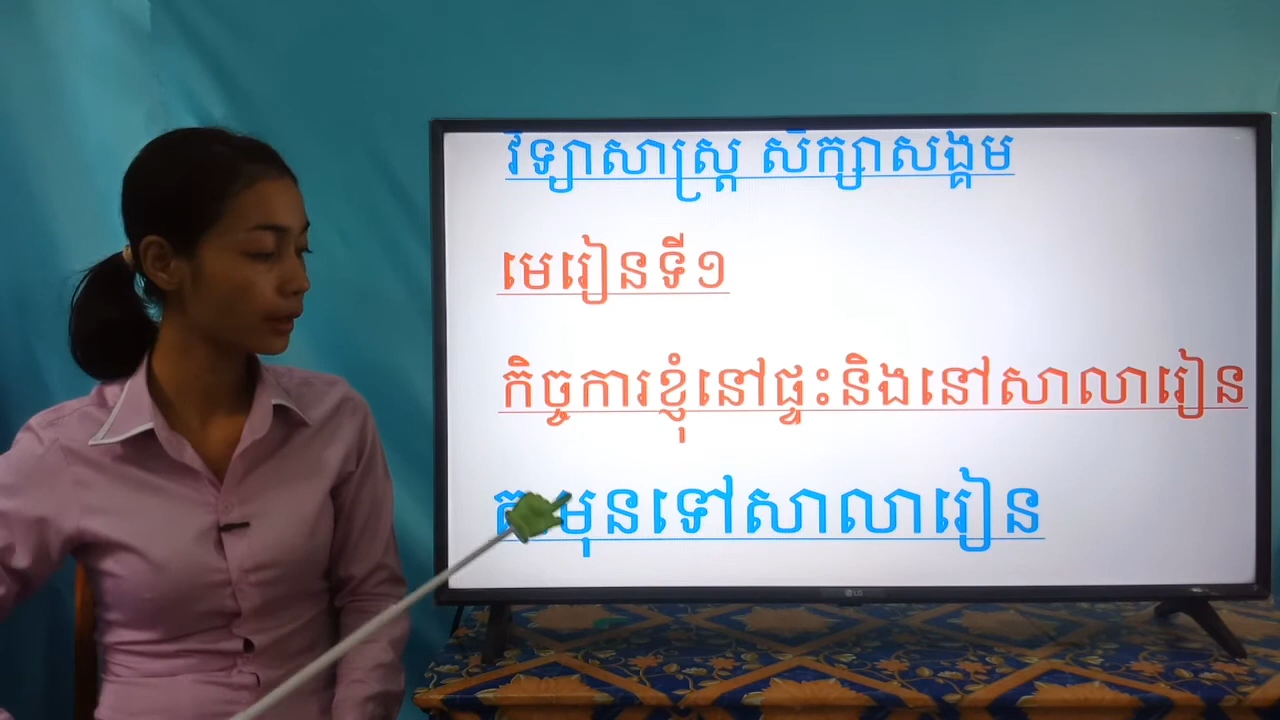 វិទ្យាសាស្ត្រ សិក្សាសង្គម
មេរៀនទី១
កិច្ចការខ្ញុំនៅផ្ទះនិងនៅសាលារៀន
មុនទៅសាលារៀន
LG